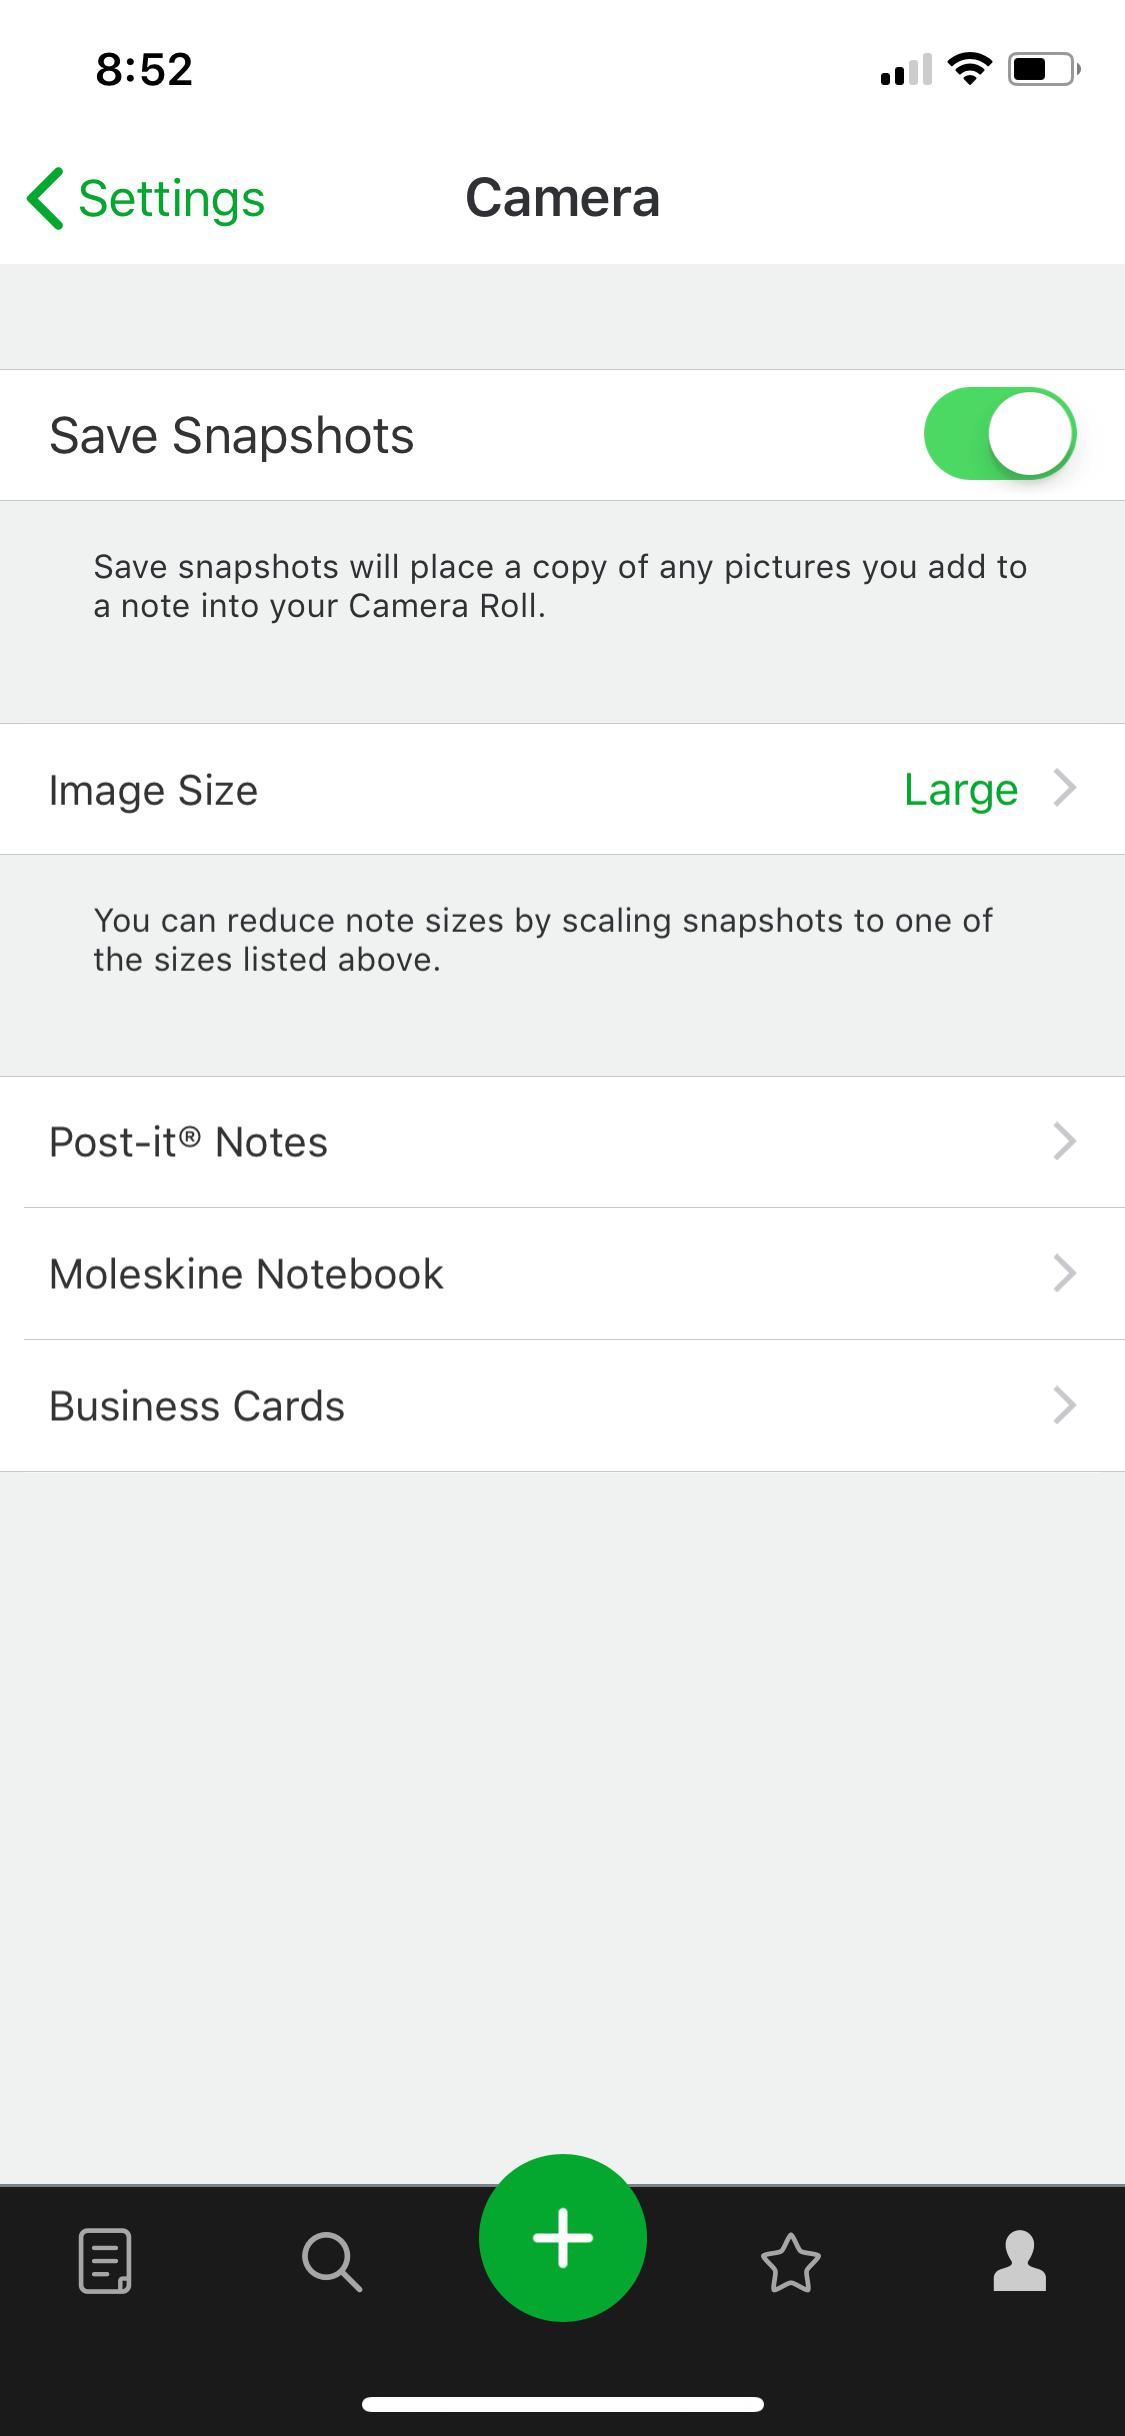 8:52
Settings
Camera
Save Snapshots
Save snapshots will place a copy of any pictures you add to
a note into your Camera Roll.
Image Size
Large
You can reduce note sizes by scaling snapshots to one of
the sizes listed above.
Post-it® Notes
Moleskine Notebook
Business Cards